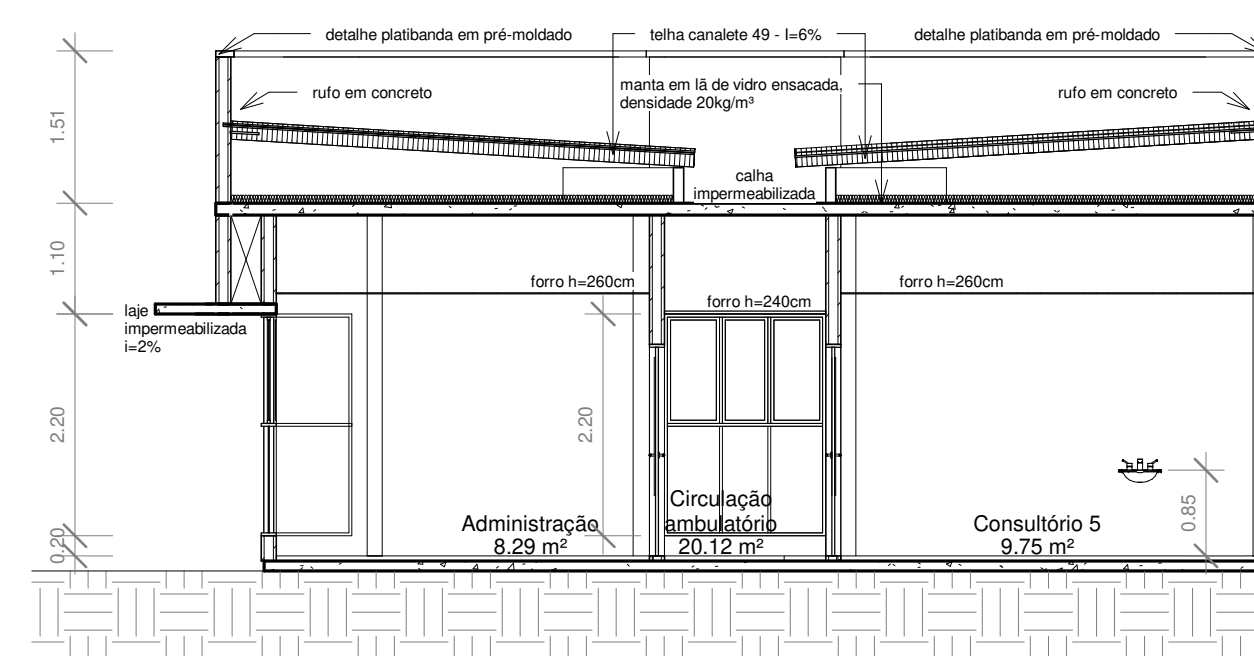 detalhe platibanda em pré-moldado
telha canalete 49 - I=6%
detalhe platibanda em pré-moldado
manta em lã de vidro ensacada,
densidade 20kg/m³
rufo em concreto
rufo em concreto
1.51
calha
impermeabilizada
1.10
forro h=260cm
forro h=260cm
forro h=240cm
laje
impermeabilizada
i=2%
2.20
2.20
Circulação
ambulatório
20.12 m²
Administração
8.29 m²
Consultório 5
9.75 m²
0.85
0.20